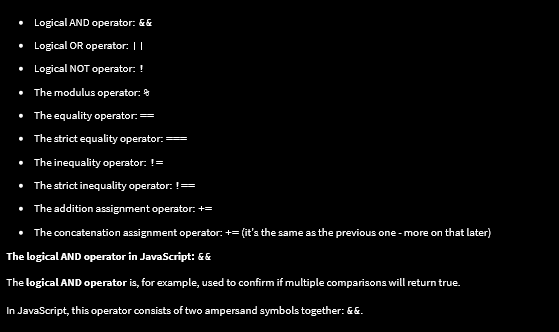 • Logical AND operator: &&
• Logical OR operator: ||
• Logical NOT operator: !
• The modulus operator: %
• The equality operator: ==
• The strict equality operator: ===
• The inequality operator: !=
• The strict inequality operator: !==
• The addition assignment operator: +=
• The concatenation assignment operator: += (it's the same as the previous one - more on that later)
The logical AND operator in JavaScript: &&
The logical AND operator is, for example, used to confirm if multiple comparisons will return true.
In JavaScript, this operator consists of two ampersand symbols together: &&.